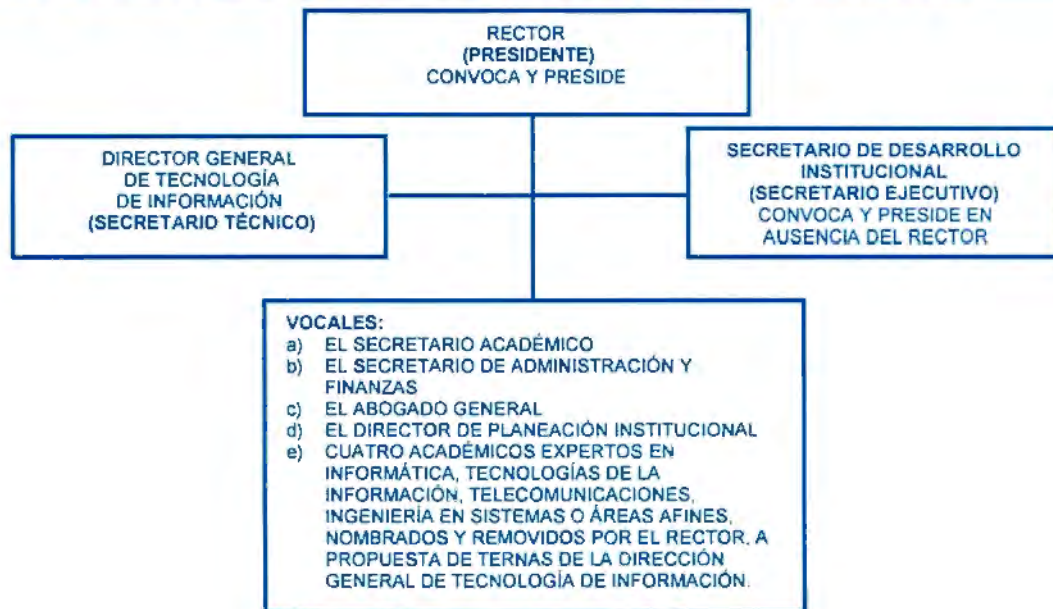 RECTOR
(PRESIDENTE)
CONVOCA Y PRESIDE
DIRECTOR GENERAL
DE TECNOLOGÍA
DE INFORMACIÓN
(SECRETARID TÉCNICO)
SECRETARIO DE DESARROLLO
INSTITUCIONAL
(SECRETARIO EJECUTIVO)
CONVOCA Y PRESIDE EN
AUSENCIA DEL RECTOR
VOCALES:
a) EL SECRETARIO ACADÉMICO
b) EL SECRETARIO DE ADMINISTRACIÓN Y
FINANZAS
c) EL ABOGADO GENERAL
d) EL DIRECTOR DE PLANEACIÓN INSTITUCIONAL
e) CUATRO ACADÉMICOS EXPERTOS EN
INFORMÁTICA, TECNOLOGÍAS DE LA
INFORMACIÓN, TELECOMUNICACIONES,
INGENIERÍA EN SISTEMAS O ÁREAS AFINES,
NOMBRADOS Y REMOVIDOS POR EL RECTOR, A
PROPUESTA DE TERNAS DE LA DIRECCIÓN
GENERAL DE TECNOLOGÍA DE INFORMACIÓN.